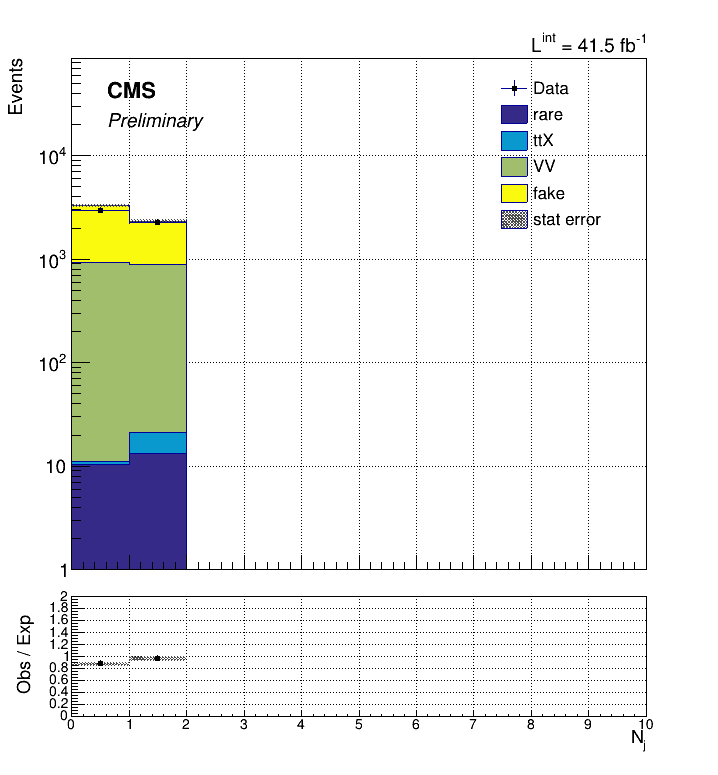 L^int = 41.5 fb^-1
Events
CMS
Preliminary
Data
rare
ttX
VV
fake
stat error
10^4
10^3
10^2
10
1
Obs / Exp
2
1.8
1.6
1.4
1.2
1
0.8
0.6
0.4
0.2
0
0 1 2 3 4 5 6 7 8 9 10
N_j